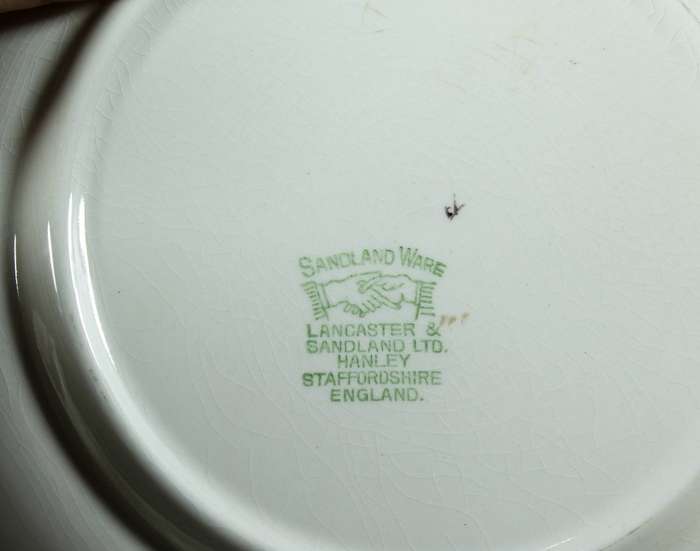 SANDLAND WARE
LANCASTER &
SANDLAND LTD.
HANLEY
STAFFORDSHIRE
ENGLAND.